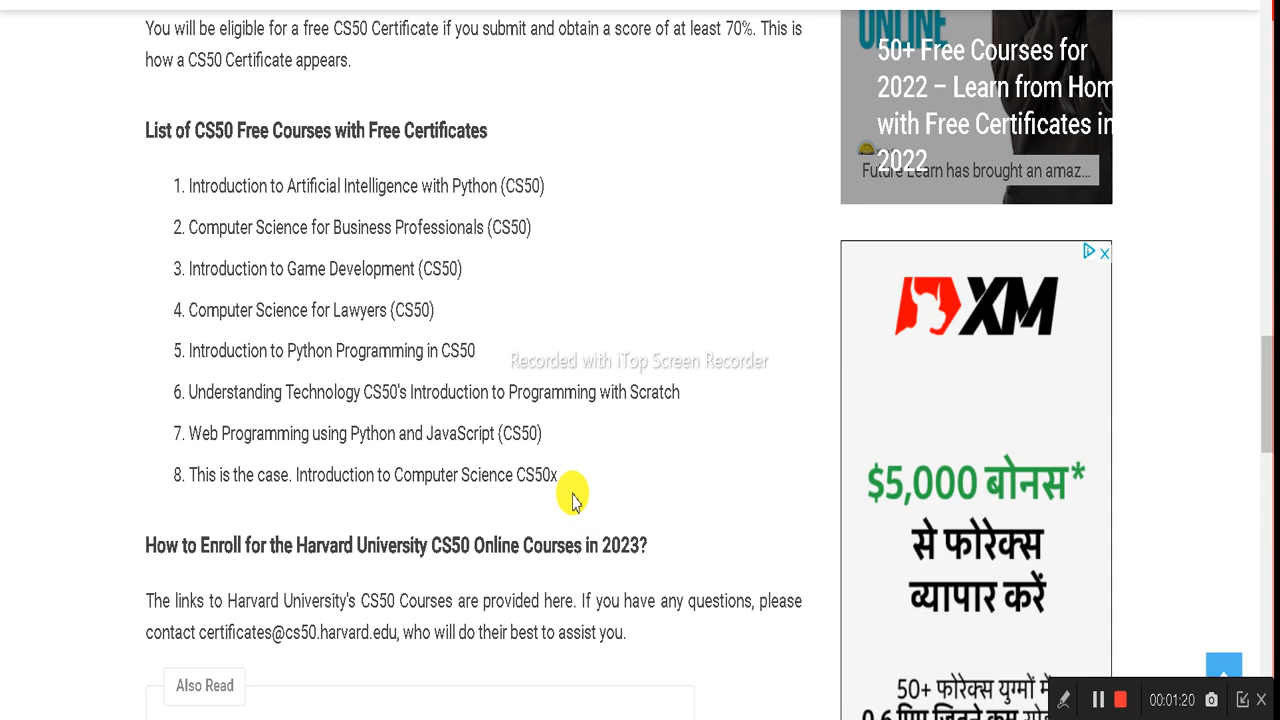 You will be eligible for a free CS50 Certificate if you submit and obtain a score of at least 70%. This is
how a CS50 Certificate appears.
List of CS50 Free Courses with Free Certificates
1. Introduction to Artificial Intelligence with Python (CS50)
2. Computer Science for Business Professionals (CS50)
3. Introduction to Game Development (CS50)
4. Computer Science for Lawyers (CS50)
5. Introduction to Python Programming in CS50
6. Understanding Technology CS50's Introduction to Programming with Scratch
7. Web Programming using Python and JavaScript (CS50)
8. This is the case. Introduction to Computer Science CS50x
How to Enroll for the Harvard University CS50 Online Courses in 2023?
The links to Harvard University's CS50 Courses are provided here. If you have any questions, please
contact certificates@cs50.harvard.edu, who will do their best to assist you.
Also Read
ONLINE
50+ Free Courses for
2022 – Learn from Hom
with Free Certificates in
2022
Future Learn has brought an amaz...
XM
$5,000 बोनस*
से फोरेक्स
व्यापार करें
50+ फोरेक्स युग्मों में
Recorded with iTop Screen Recorder
00:01:20